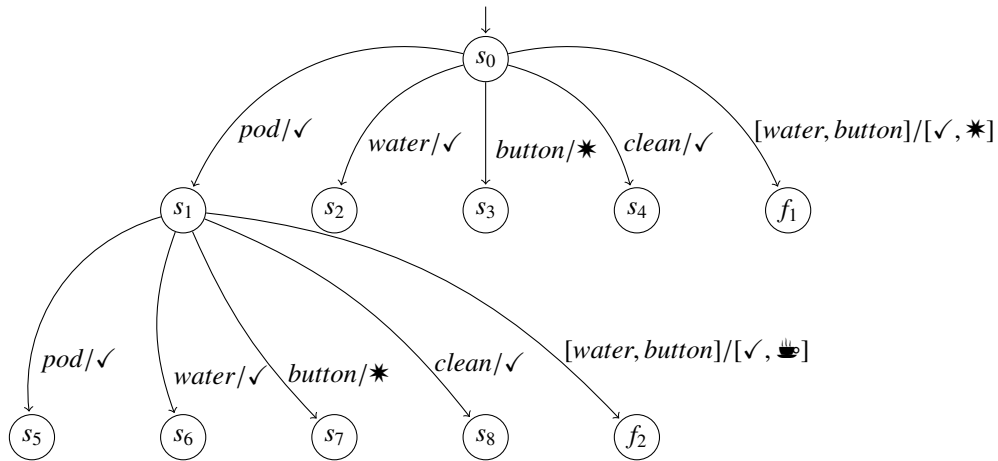 s0
pod/✓
water/✓
button/✷
clean/✓
[water, button]/[✓, ✷]
s1
s2
s3
s4
f1
pod/✓
water/✓
button/✷
clean/✓
[water, button]/[✓, ☕]
s5
s6
s7
s8
f2